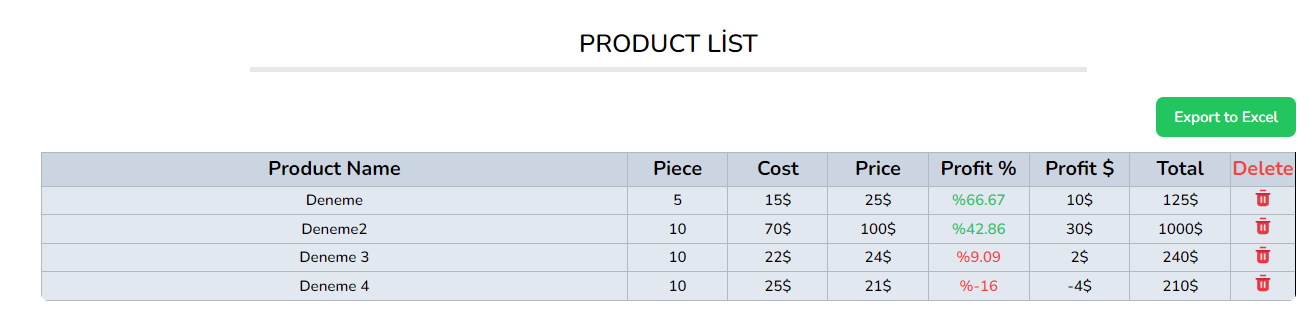 PRODUCT LİST
Export to Excel
Product Name Piece Cost Price Profit % Profit $ Total Delete
Deneme 5 15$ 25$ %66.67 10$ 125$
Deneme2 10 70$ 100$ %42.86 30$ 1000$
Deneme 3 10 22$ 24$ %9.09 2$ 240$
Deneme 4 10 25$ 21$ %-16 -4$ 210$